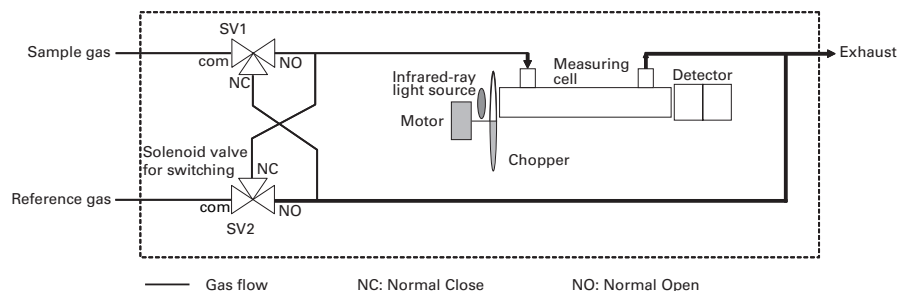 SV1
Sample gas
com
NO
NC
Exhaust
Measuring
cell
Detector
Infrared-ray
light source
Motor
Chopper
Solenoid valve
for switching
NC
Reference gas
com
NO
SV2
Gas flow
NC: Normal Close
NO: Normal Open